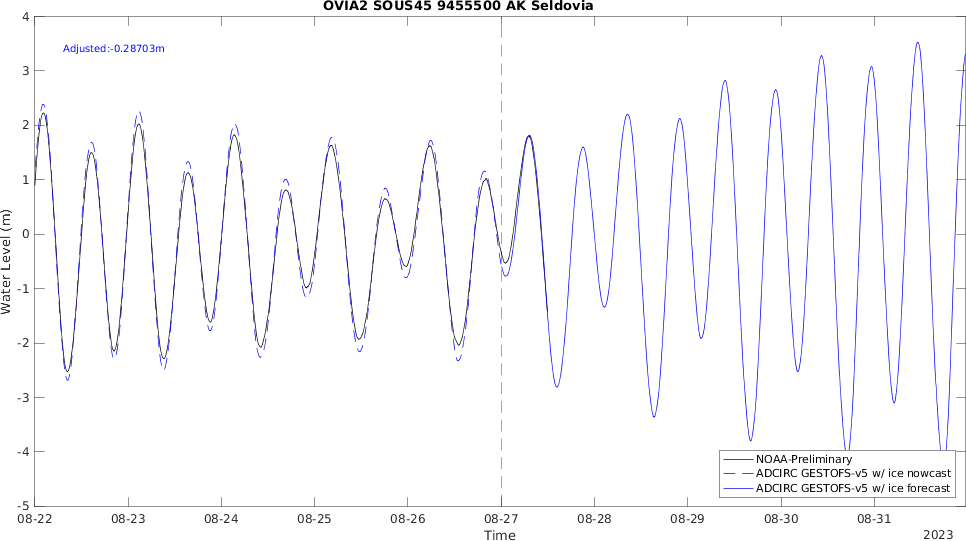 OVIA2 SOUS45 9455500 AK Seldovia
Adjusted:-0.28703m
Water Level (m)
4
3
2
1
0
-1
-2
-3
-4
-5
NOAA-Preliminary
ADCIRC GESTOFS-v5 w/ ice nowcast
ADCIRC GESTOFS-v5 w/ ice forecast
08-22 08-23 08-24 08-25 08-26 08-27 08-28 08-29 08-30 08-31
Time
2023